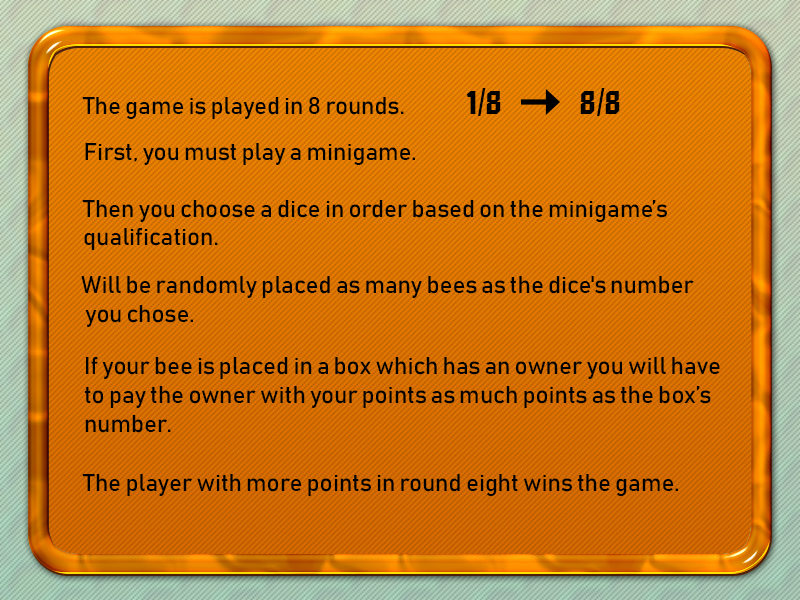 The game is played in 8 rounds. 1/8 → 8/8
First, you must play a minigame.
Then you choose a dice in order based on the minigame's
qualification.
Will be randomly placed as many bees as the dice's number
you chose.
If your bee is placed in a box which has an owner you will have
to pay the owner with your points as much points as the box's
number.
The player with more points in round eight wins the game.